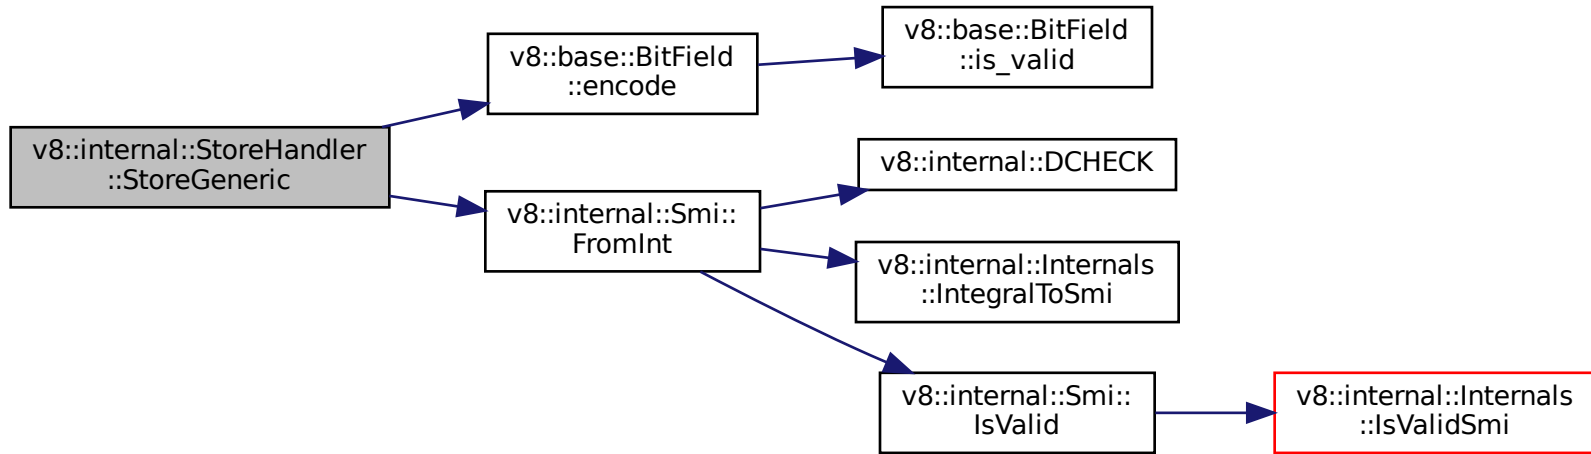 v8::internal::StoreHandler
::StoreGeneric
v8::base::BitField
::encode
v8::base::BitField
::is_valid
v8::internal::Smi::
FromInt
v8::internal::DCHECK
v8::internal::Internals
::IntegralToSmi
v8::internal::Smi::
IsValid
v8::internal::Internals
::IsValidSmi